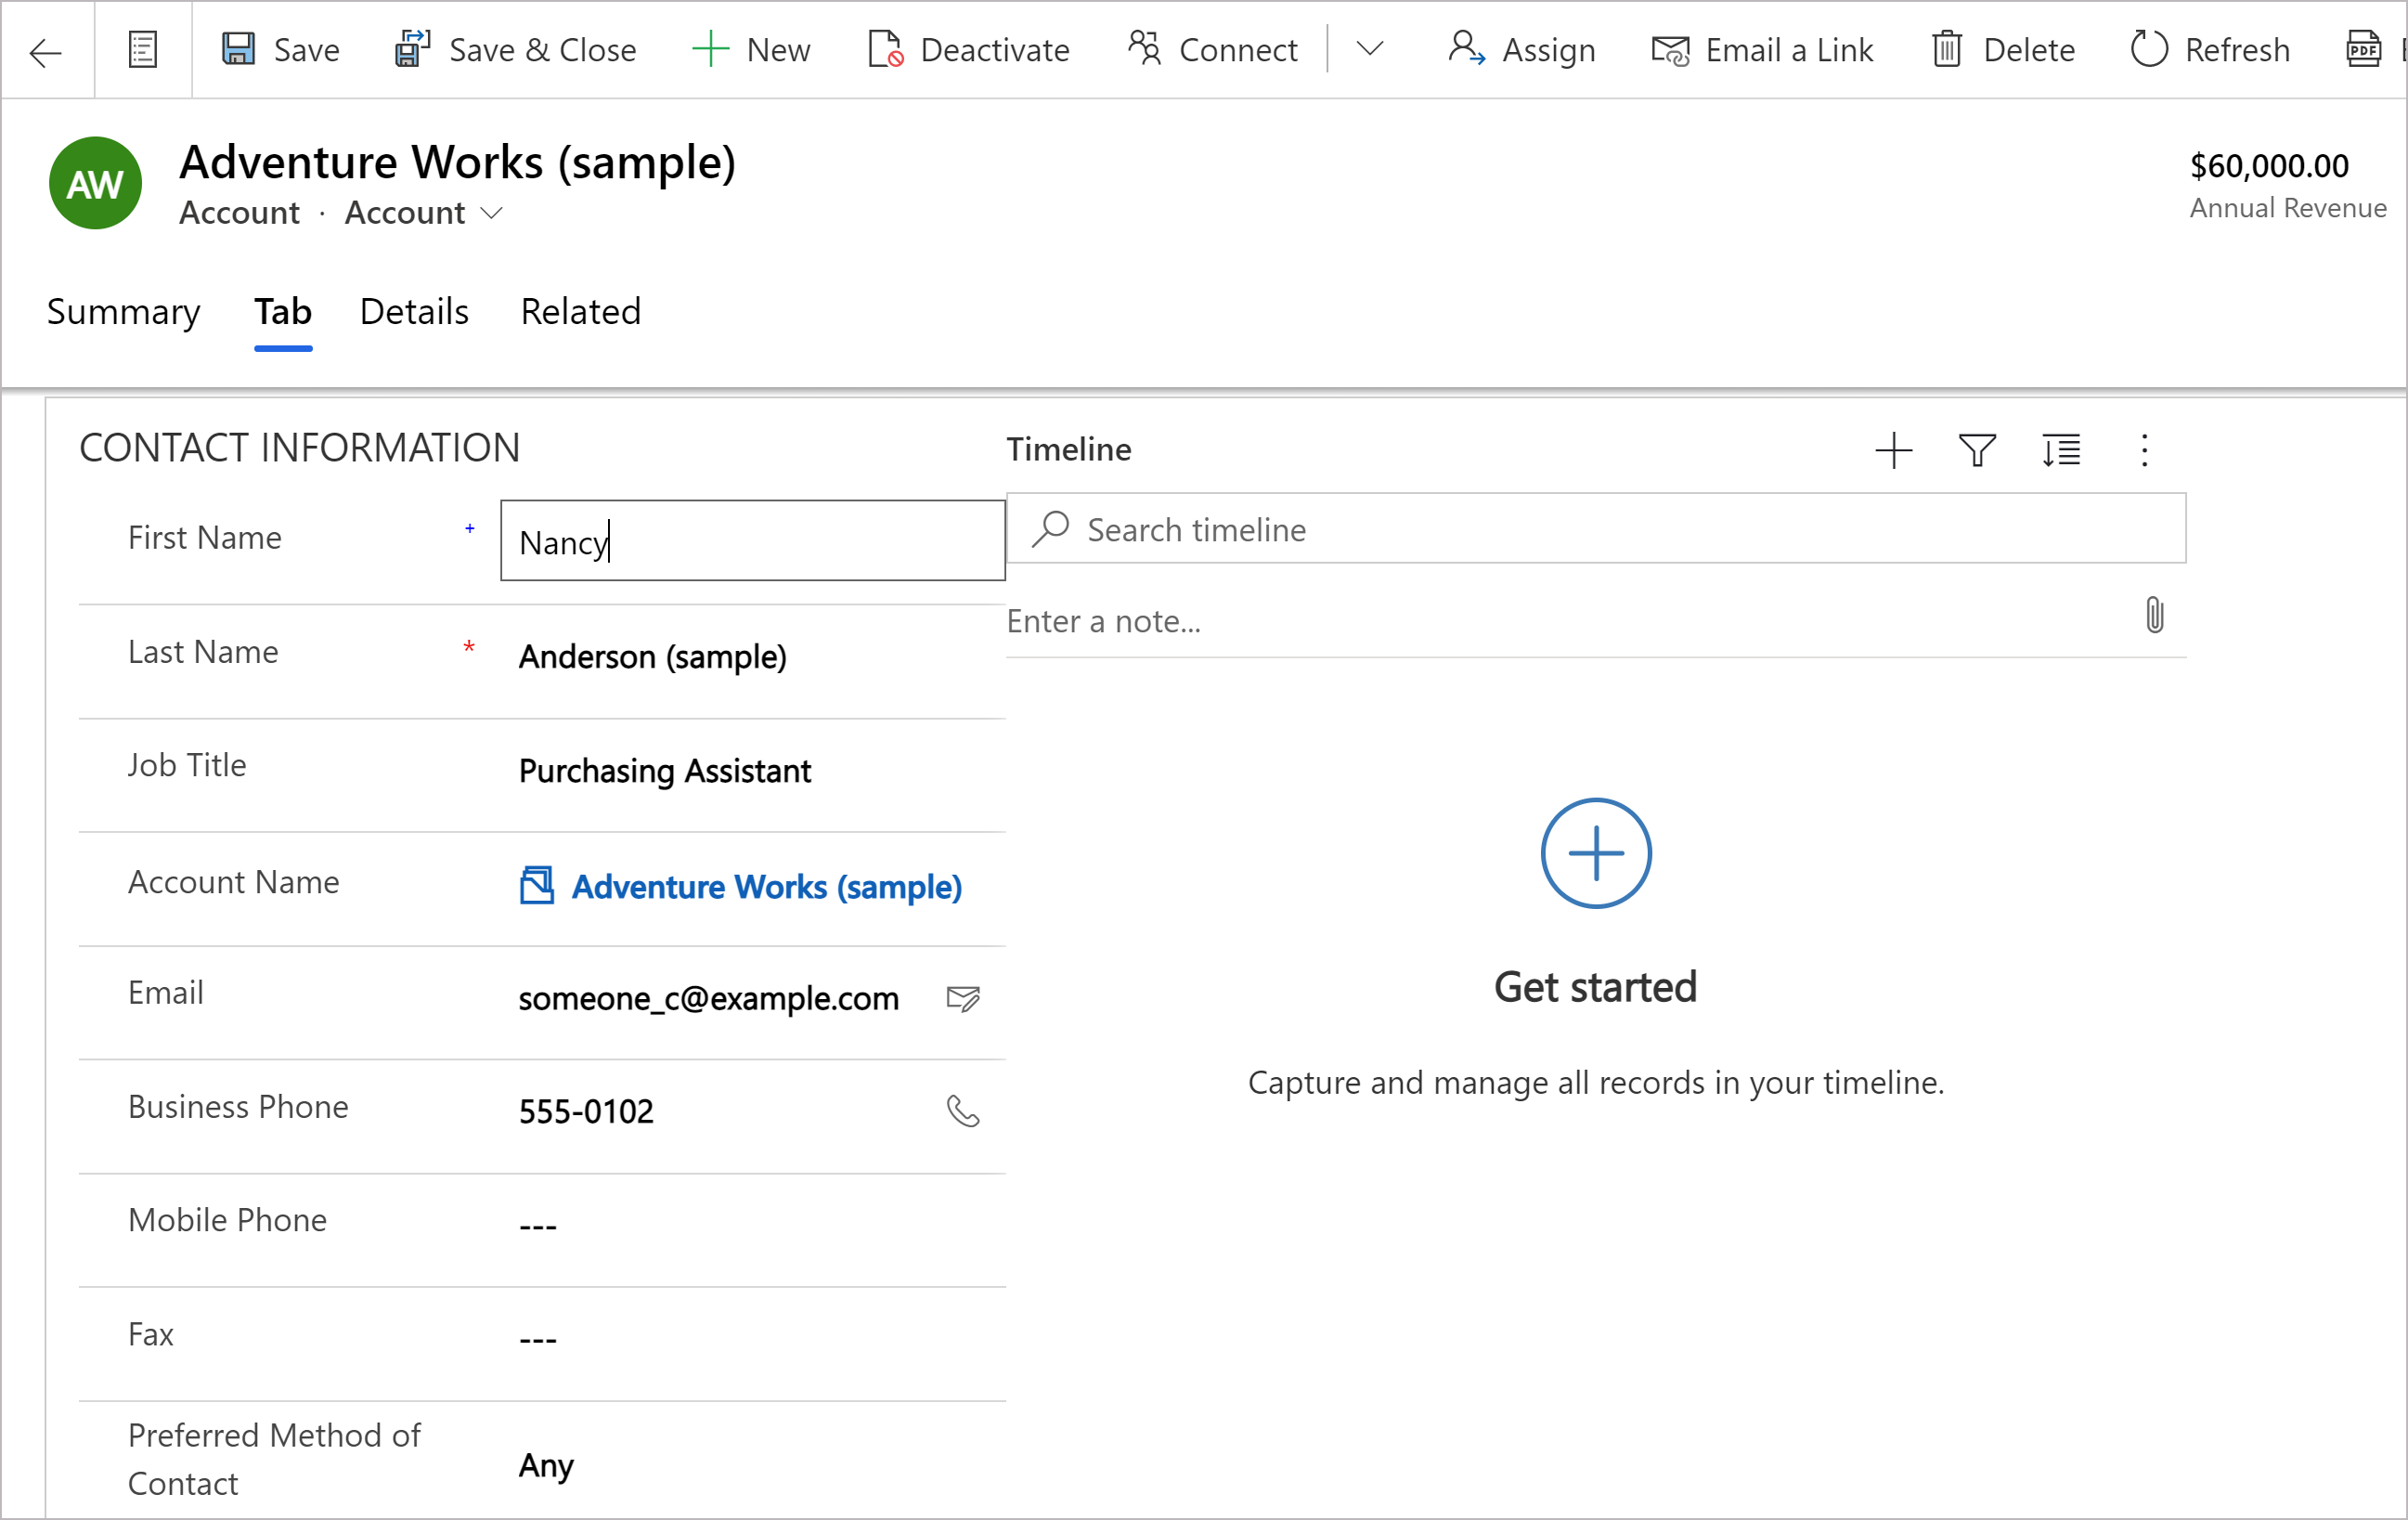 Save
Save & Close
New
Deactivate
Connect
Assign
Email a Link
Delete
Refresh
PDF
AW
Adventure Works (sample)
Account · Account
$60,000.00
Annual Revenue
Summary
Tab
Details
Related
CONTACT INFORMATION
First Name + Nancy
Last Name * Anderson (sample)
Job Title Purchasing Assistant
Account Name Adventure Works (sample)
Email someone_c@example.com
Business Phone 555-0102
Mobile Phone ---
Fax ---
Preferred Method of
Contact
Any
Timeline
Search timeline
Enter a note...
Get started
Capture and manage all records in your timeline.